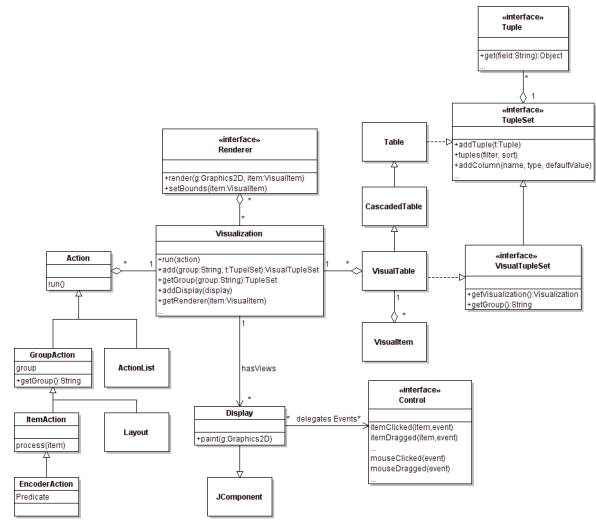 «interface»
Tuple
+get(field:String):Object
...
*
1
«interface»
TupleSet
+addTuple(t:Tuple)
+tuples(filter, sort)
+addColumn(name, type, defaultValue)
...
«interface»
Renderer
+render(g:Graphics2D, item:VisualItem)
+setBounds(item:VisualItem)
*
*
Table
CascadedTable
Visualization
+run(action)
+add(group:String, t:TupelSet):VisualTupleSet
+getGroup(group:String):TupleSet
+addDisplay(display)
+getRenderer(item:VisualItem)
...
Action
run()
*
1
1
*
VisualTable
«interface»
VisualTupleSet
+getVisualization():Visualization
+getGroup():String
1
*
VisualItem
1
hasViews
*
GroupAction
group
+getGroup():String
ActionList
ItemAction
process(item)
Layout
EncoderAction
Predicate
Display
+paint(g:Graphics2D)
* delegates Events*
«interface»
Control
itemClicked(item,event)
itemDragged(item,event)
...
mouseClicked(event)
mouseDragged(event)
...
JComponent